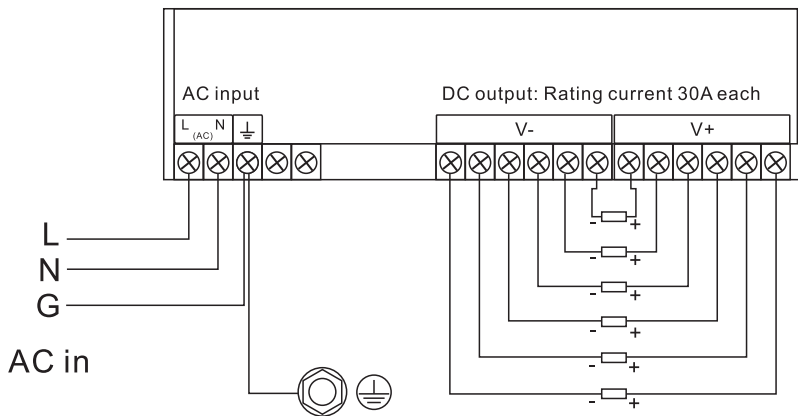 AC input
DC output: Rating current 30A each
L (AC) N
V-
V+
- +
- +
- +
- +
- +
- +
L
N
G
AC in